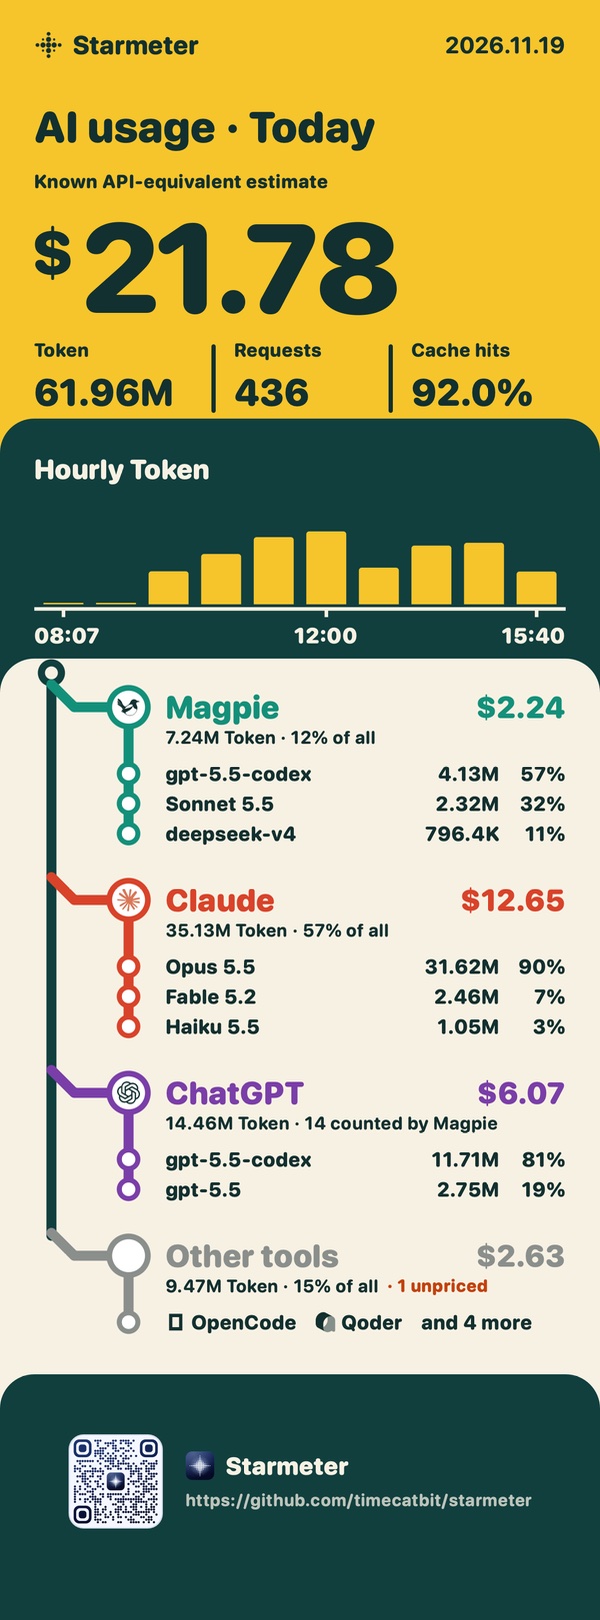 Starmeter 2026.11.19
AI usage · Today
Known API-equivalent estimate
$21.78
Token Requests Cache hits
61.96M 436 92.0%
Hourly Token
08:07 12:00 15:40
Magpie $2.24
7.24M Token · 12% of all
gpt-5.5-codex 4.13M 57%
Sonnet 5.5 2.32M 32%
deepseek-v4 796.4K 11%
Claude $12.65
35.13M Token · 57% of all
Opus 5.5 31.62M 90%
Fable 5.2 2.46M 7%
Haiku 5.5 1.05M 3%
ChatGPT $6.07
14.46M Token · 14 counted by Magpie
gpt-5.5-codex 11.71M 81%
gpt-5.5 2.75M 19%
Other tools $2.63
9.47M Token · 15% of all · 1 unpriced
OpenCode Qoder and 4 more
Starmeter
https://github.com/timecatbit/starmeter